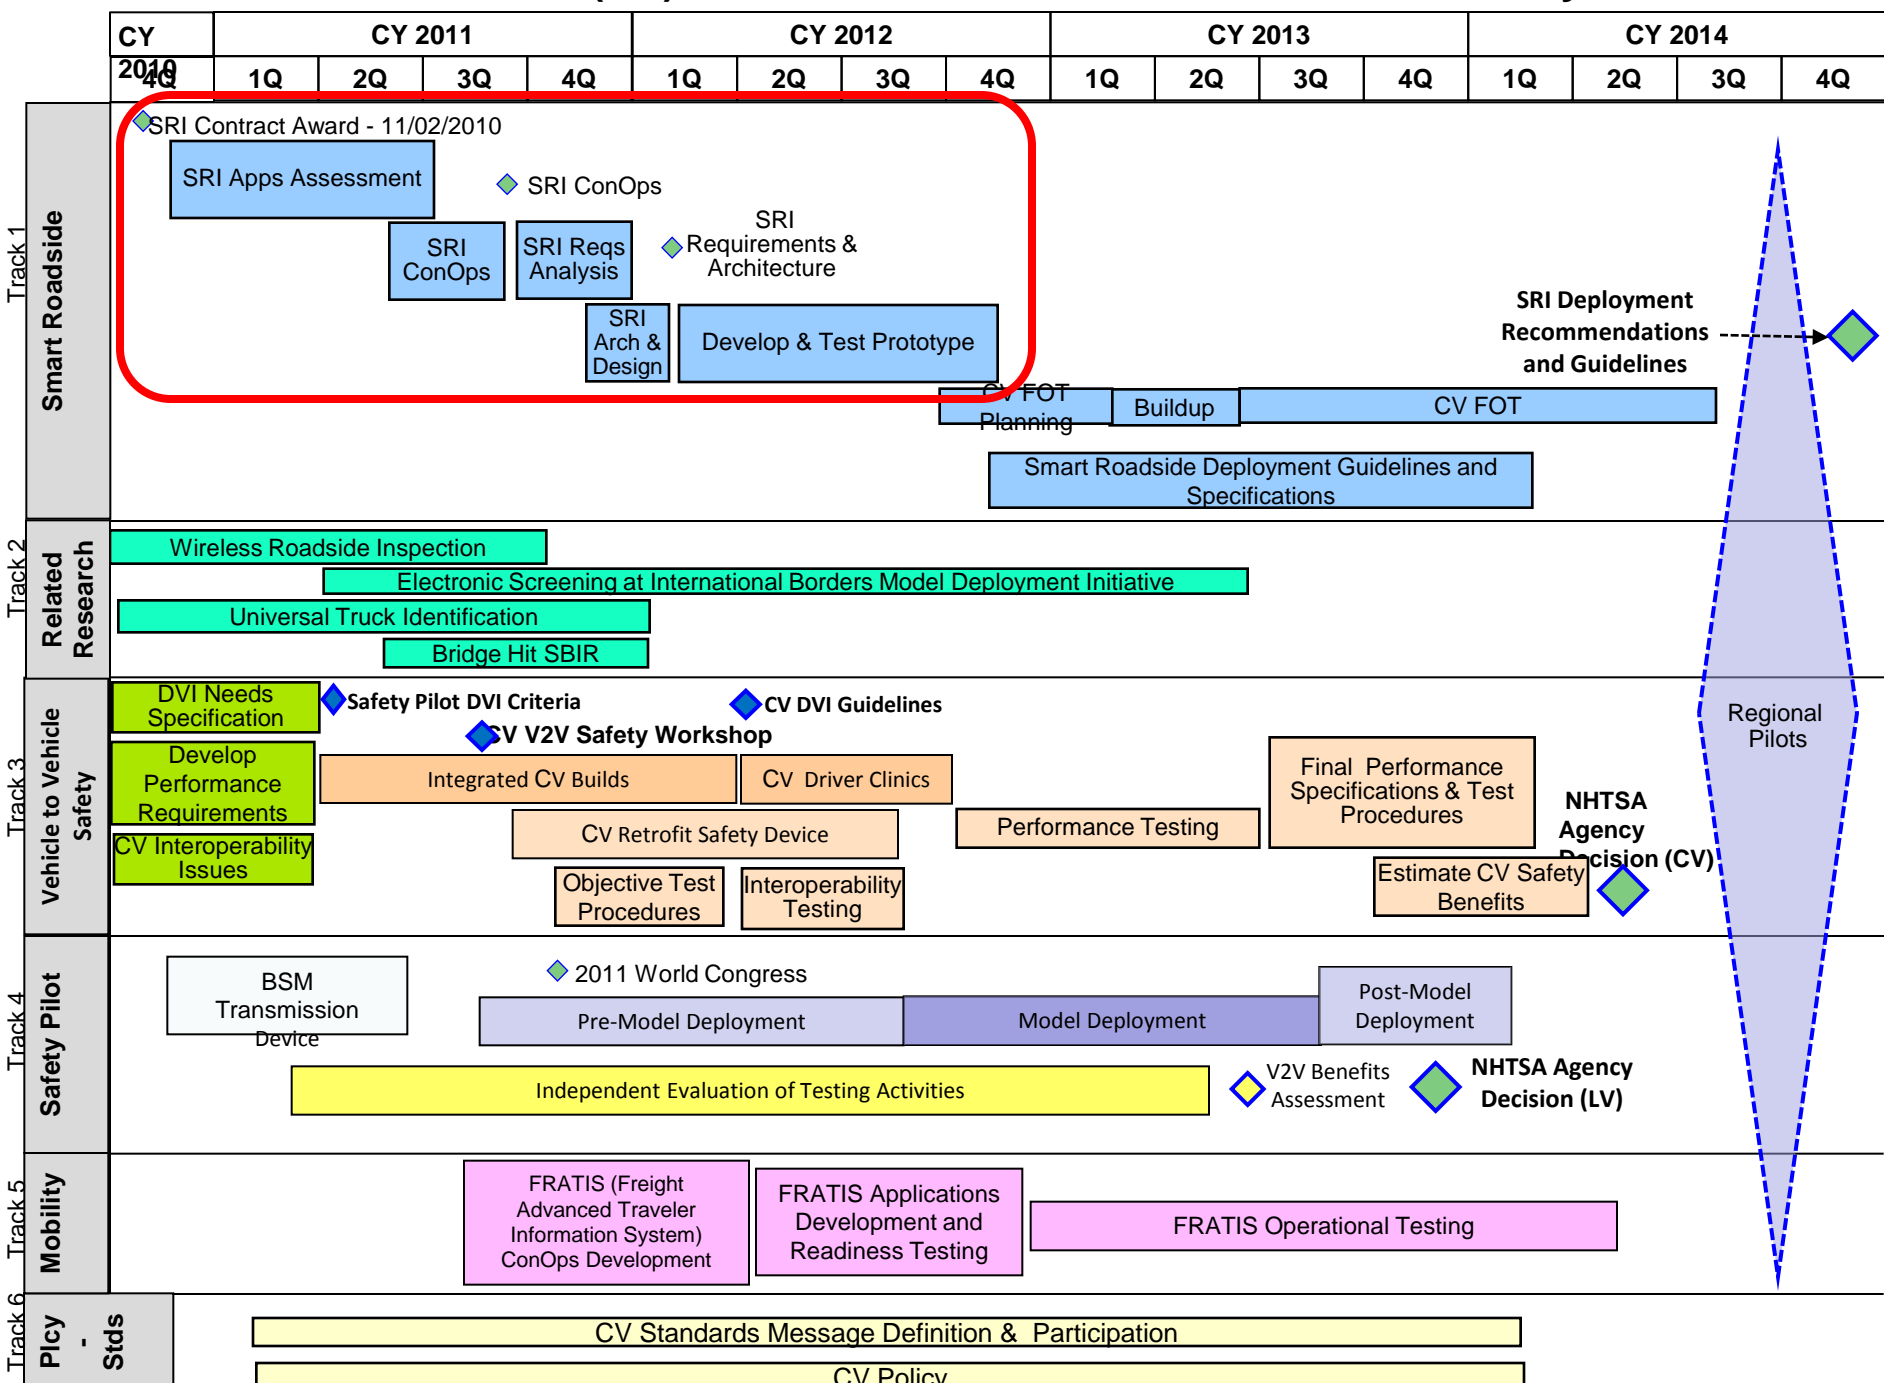 CY 2010
CY 2011
CY 2012
CY 2013
CY 2014
4Q
1Q
2Q
3Q
4Q
1Q
2Q
3Q
4Q
1Q
2Q
3Q
4Q
1Q
2Q
3Q
4Q
Track 1
Smart Roadside
SRI Contract Award - 11/02/2010
SRI Apps Assessment
SRI ConOps
SRI
ConOps
SRI Reqs
Analysis
SRI
Requirements &
Architecture
SRI
Arch &
Design
Develop & Test Prototype
SRI Deployment
Recommendations
and Guidelines
CV FOT
Planning
Buildup
CV FOT
Smart Roadside Deployment Guidelines and
Specifications
Track 2
Related
Research
Wireless Roadside Inspection
Electronic Screening at International Borders Model Deployment Initiative
Universal Truck Identification
Bridge Hit SBIR
Track 3
Vehicle to Vehicle
Safety
DVI Needs
Specification
Safety Pilot DVI Criteria
CV DVI Guidelines
CV V2V Safety Workshop
Develop
Performance
Requirements
Integrated CV Builds
CV Driver Clinics
Final Performance
Specifications & Test
Procedures
Regional
Pilots
CV Retrofit Safety Device
Performance Testing
NHTSA
Agency
Decision (CV)
CV Interoperability
Issues
Objective Test
Procedures
Interoperability
Testing
Estimate CV Safety
Benefits
Track 4
Safety Pilot
BSM
Transmission
Device
2011 World Congress
Pre-Model Deployment
Model Deployment
Post-Model
Deployment
Independent Evaluation of Testing Activities
V2V Benefits
Assessment
NHTSA Agency
Decision (LV)
Track 5
Mobility
FRATIS (Freight
Advanced Traveler
Information System)
ConOps Development
FRATIS Applications
Development and
Readiness Testing
FRATIS Operational Testing
Track 6
Plcy
-
Stds
CV Standards Message Definition & Participation
CV Policy